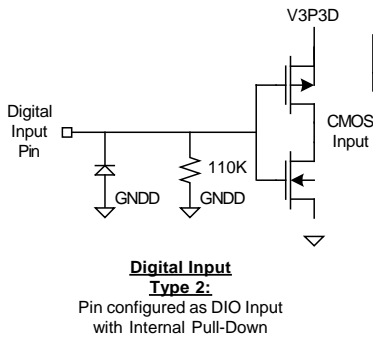 V3P3D
Digital
Input
Pin
CMOS
Input
110K
GNDD
GNDD
Digital Input
Type 2:
Pin configured as DIO Input
with Internal Pull-Down